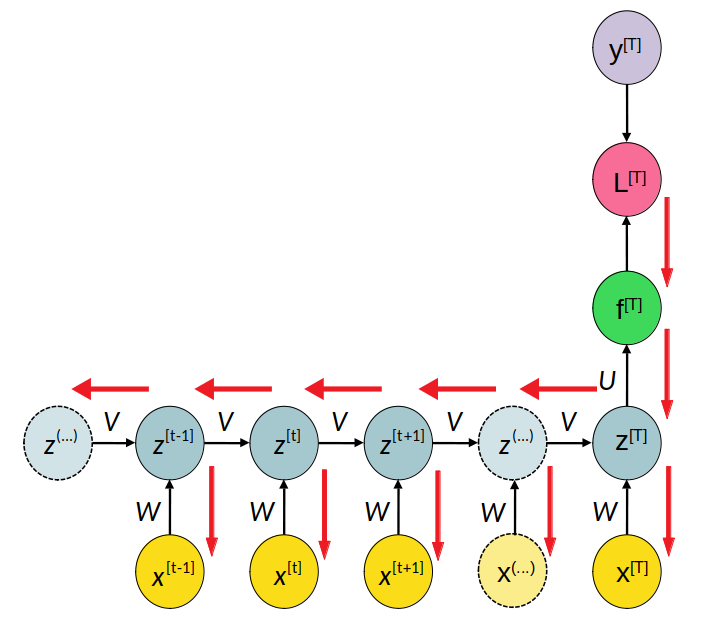 y[T]
L[T]
f[T]
U
V V V V V
z(...) z[t-1] z[t] z[t+1] z(...) z[T]
W W W W W
x[t-1] x[t] x[t+1] x(...) x[T]